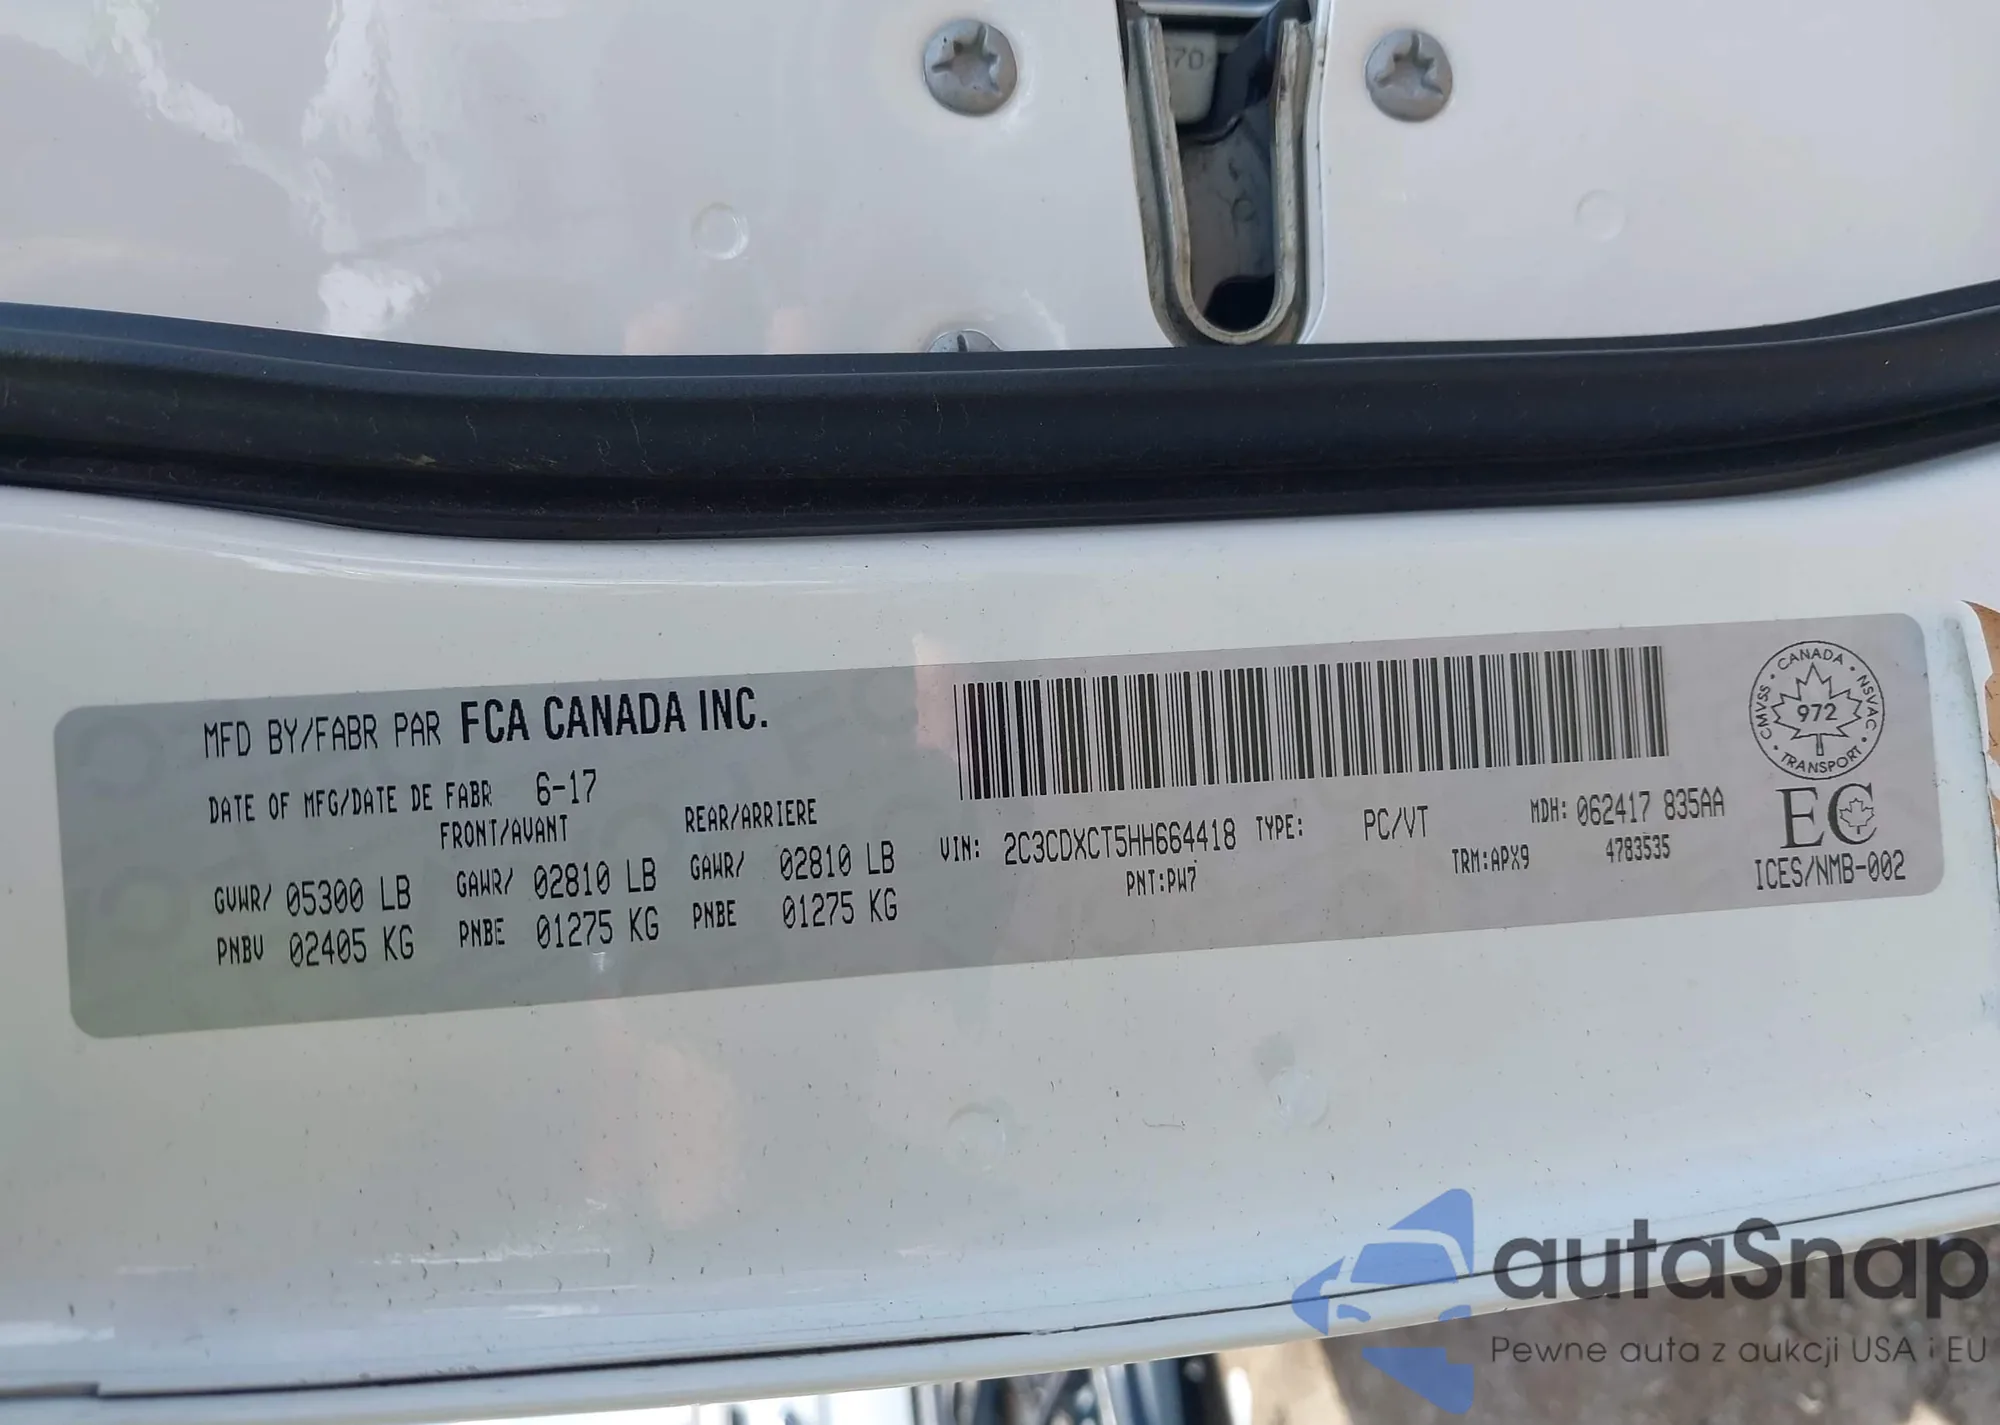 70
MFD BY/FABR PAR FCA CANADA INC.
DATE OF MFG/DATE DE FABR 6-17
FRONT/AVANT REAR/ARRIERE
GVWR/ 05300 LB GAWR/ 02810 LB GAWR/ 02810 LB
PNBV 02405 KG PNBE 01275 KG PNBE 01275 KG
VIN: 2C3CDXCT5HH664418 TYPE: PC/VT MDH: 062417 835AA
PNT:PW7 TRM:APX9 4783535
CANADA
CMVSS 972 NSVAC
TRANSPORT
EC
ICES/NMB-002
autoSnap
Pewne auta z aukcji USA i EU